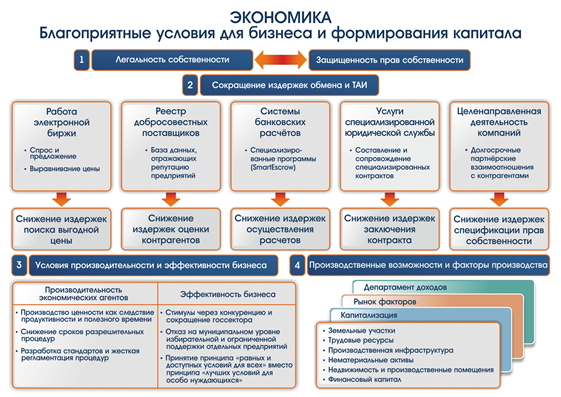 ЭКОНОМИКА
Благоприятные условия для бизнеса и формирования капитала
1 Легальность собственности Защищенность прав собственности
2 Сокращение издержек обмена и ТАИ
Работа
электронной
биржи
• Спрос и
предложение
• Выравнивание цены
Реестр
добросовестных
поставщиков
• База данных,
отражающих
репутацию
предприятий
Системы
банковских
расчётов
• Специализиро-
ванные программы
(SmartEscrow)
Услуги
специализированной
юридической службы
• Составление и
сопровождение
специализированных
контрактов
Целенаправленная
деятельность
компаний
• Долгосрочные
партнёрские
взаимоотношения
с контрагентами
Снижение издержек
поиска выгодной
цены
Снижение
издержек оценки
контрагентов
Снижение издержек
осуществления
расчетов
Снижение издержек
заключения
контракта
Снижение издержек
спецификации прав
собственности
3 Условия производительности и эффективности бизнеса
Производительность
экономических агентов
• Производство ценности как следствие
продуктивности и полезного времени
• Снижение сроков разрешительных
процедур
• Разработка стандартов и жесткая
регламентация процедур
Эффективность бизнеса
• Стимулы через конкуренцию и
сокращение госсектора
• Отказ на муниципальном уровне
избирательной и ограниченной
поддержки отдельных предприятий
• Принятие принципа «равных и
доступных условий для всех» вместо
принципа «лучших условий для
особо нуждающихся»
4 Производственные возможности и факторы производства
Департамент доходов
Рынок факторов
Капитализация
• Земельные участки
• Трудовые ресурсы
• Производственная инфраструктура
• Нематериальные активы
• Недвижимость и производственные помещения
• Финансовый капитал